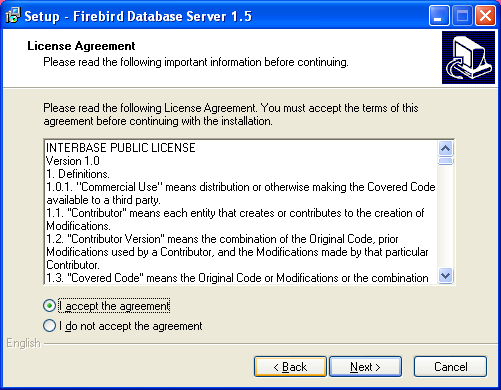 Setup - Firebird Database Server 1.5
License Agreement
Please read the following important information before continuing.
Please read the following License Agreement. You must accept the terms of this
agreement before continuing with the installation.
INTERBASE PUBLIC LICENSE
Version 1.0
1. Definitions.
1.0.1. "Commercial Use" means distribution or otherwise making the Covered Code
available to a third party.
1.1. "Contributor" means each entity that creates or contributes to the creation of
Modifications.
1.2. "Contributor Version" means the combination of the Original Code, prior
Modifications used by a Contributor, and the Modifications made by that particular
Contributor.
1.3. "Covered Code" means the Original Code or Modifications or the combination
I accept the agreement
I do not accept the agreement
English
< Back
Next >
Cancel